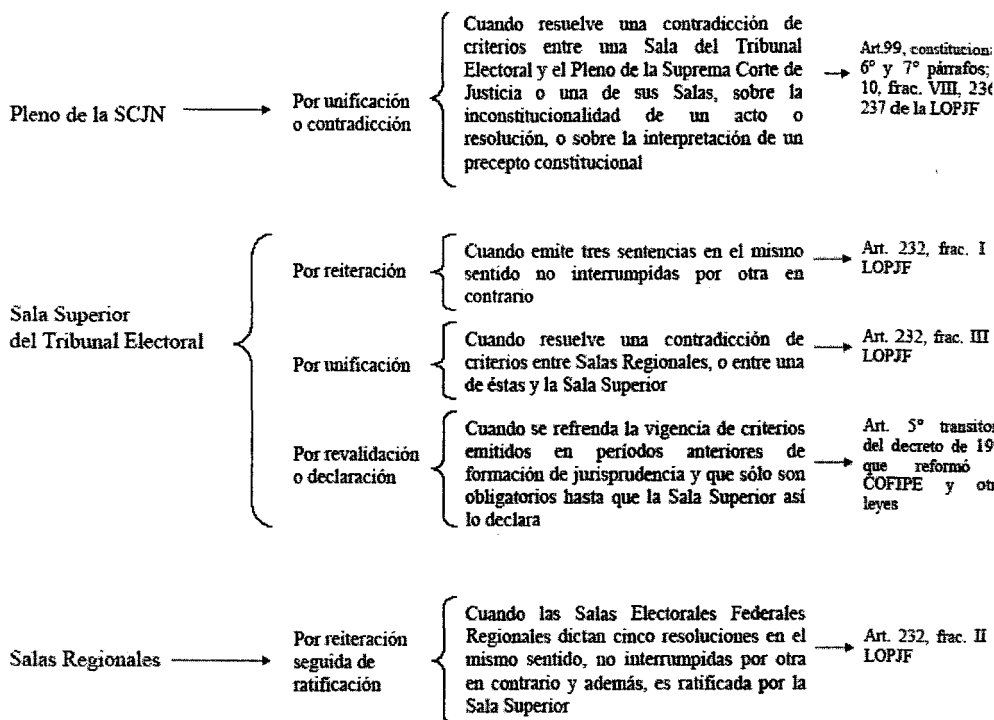 Pleno de la SCJN
Por unificación
o contradicción
Cuando resuelve una contradicción de
criterios entre una Sala del Tribunal
Electoral y el Pleno de la Suprema Corte de
Justicia o una de sus Salas, sobre la
inconstitucionalidad de un acto o
resolución, o sobre la interpretación de un
precepto constitucional
Art.99, constituciona
6° y 7° párrafos;
10, frac. VIII, 236
237 de la LOPJF
Sala Superior
del Tribunal Electoral
Por reiteración
Cuando emite tres sentencias en el mismo
sentido no interrumpidas por otra en
contrario
Art. 232, frac. I
LOPJF
Por unificación
Cuando resuelve una contradicción de
criterios entre Salas Regionales, o entre una
de éstas y la Sala Superior
Art. 232, frac. III
LOPJF
Por revalidación
o declaración
Cuando se refrenda la vigencia de criterios
emitidos en períodos anteriores de
formación de jurisprudencia y que sólo son
obligatorios hasta que la Sala Superior así
lo declara
Art. 5° transitor
del decreto de 19
que reformó
COFIPE y otr
leyes
Salas Regionales
Por reiteración
seguida de
ratificación
Cuando las Salas Electorales Federales
Regionales dictan cinco resoluciones en el
mismo sentido, no interrumpidas por otra
en contrario y además, es ratificada por la
Sala Superior
Art. 232, frac. II
LOPJF